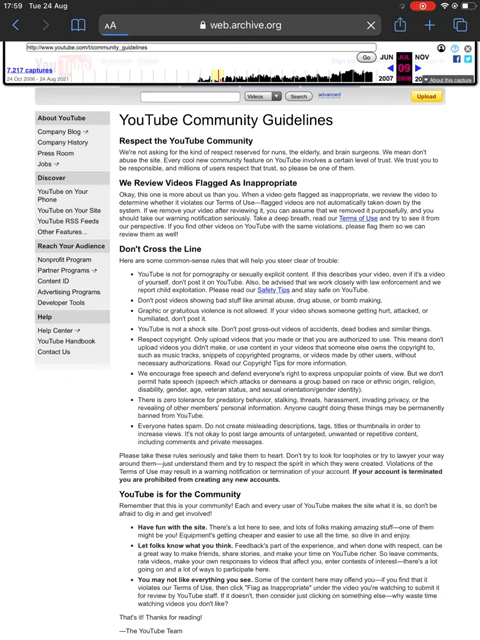 17:59 Tue 24 Aug
AA web.archive.org
http://www.youtube.com/t/community_guidelines
Go
JUN JUL NOV
09
2007 2008 2009
7,217 captures
24 Oct 2006 - 24 Aug 2021
About this capture
Videos Search advanced
Upload
About YouTube
Company Blog
Company History
Press Room
Jobs
Discover
YouTube on Your
Phone
YouTube on Your Site
YouTube RSS Feeds
Other Features...
Reach Your Audience
Nonprofit Program
Partner Programs
Content ID
Advertising Programs
Developer Tools
Help
Help Center
YouTube Handbook
Contact Us
YouTube Community Guidelines
Respect the YouTube Community
We're not asking for the kind of respect reserved for nuns, the elderly, and brain surgeons. We mean don't
abuse the site. Every cool new community feature on YouTube involves a certain level of trust. We trust you to
be responsible, and millions of users respect that trust, so please be one of them.
We Review Videos Flagged As Inappropriate
Okay, this one is more about us than you. When a video gets flagged as inappropriate, we review the video to
determine whether it violates our Terms of Use—flagged videos are not automatically taken down by the
system. If we remove your video after reviewing it, you can assume that we removed it purposefully, and you
should take our warning notification seriously. Take a deep breath, read our Terms of Use and try to see it from
our perspective. If you find other videos on YouTube with the same violations, please flag them so we can
review them as well!
Don't Cross the Line
Here are some common-sense rules that will help you steer clear of trouble:
• YouTube is not for pornography or sexually explicit content. If this describes your video, even if it's a video of
yourself, don't post it on YouTube. Also, be advised that we work closely with law enforcement and we
report child exploitation. Please read our Safety Tips and stay safe on YouTube.
• Don't post videos showing bad stuff like animal abuse, drug abuse, or bomb making.
• Graphic or gratuitous violence is not allowed. If your video shows someone getting hurt, attacked, or
humiliated, don't post it.
• YouTube is not a shock site. Don't post gross-out videos of accidents, dead bodies and similar things.
• Respect copyright. Only upload videos that you made or that you are authorized to use. This means don't
upload videos you didn't make, or use content in your videos that someone else owns the copyright to,
such as music tracks, snippets of copyrighted programs, or videos made by other users, without
necessary authorizations. Read our Copyright Tips for more information.
• We encourage free speech and defend everyone's right to express unpopular points of view. But we don't
permit hate speech (speech which attacks or demeans a group based on race or ethnic origin, religion,
disability, gender, age, veteran status, and sexual orientation/gender identity).
• There is zero tolerance for predatory behavior, stalking, threats, harassment, invading privacy, or the
revealing of other members' personal information. Anyone caught doing these things may be permanently
banned from YouTube.
• Everyone hates spam. Do not create misleading descriptions, tags, titles or thumbnails in order to
increase views. It's not okay to post large amounts of untargeted, unwanted or repetitive content,
including comments and private messages.
Please take these rules seriously and take them to heart. Don't try to look for loopholes or try to lawyer your way
around them—just understand them and try to respect the spirit in which they were created. Violations of the
Terms of Use may result in a warning notification or termination of your account. If your account is terminated
you are prohibited from creating any new accounts.
YouTube is for the Community
Remember that this is your community! Each and every user of YouTube makes the site what it is, so don't be
afraid to dig in and get involved!
• Have fun with the site. There's a lot here to see, and lots of folks making amazing stuff—one of them
might be you! Equipment's getting cheaper and easier to use all the time, so dive in and enjoy.
• Let folks know what you think. Feedback's part of the experience, and when done with respect, can be
a great way to make friends, share stories, and make your time on YouTube richer. So leave comments,
rate videos, make your own responses to videos that affect you, enter contests of interest—there's a lot
going on and a lot of ways to participate here.
• You may not like everything you see. Some of the content here may offend you—if you find that it
violates our Terms of Use, then click "Flag as Inappropriate" under the video you're watching to submit it
for review by YouTube staff. If it doesn't, then consider just clicking on something else—why waste time
watching videos you don't like?
That's it! Thanks for reading!
—The YouTube Team